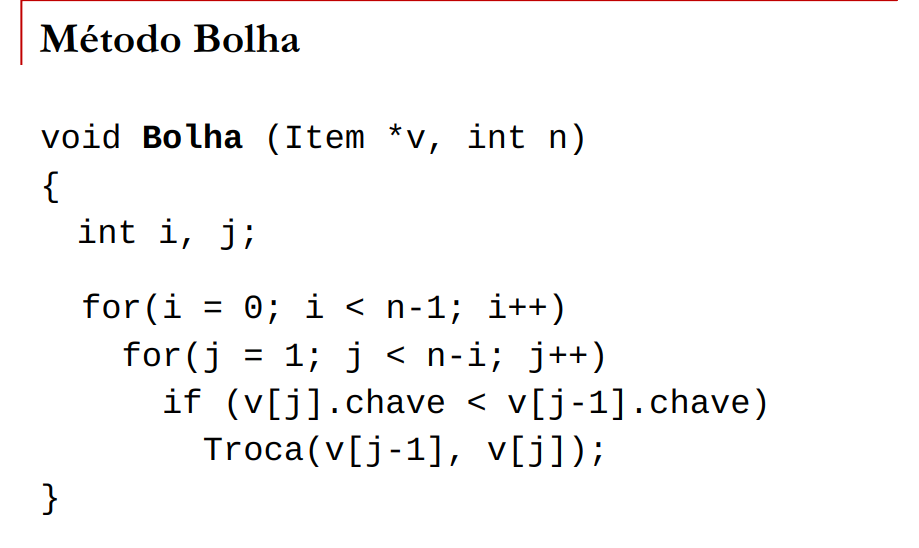 Método Bolha
void Bolha (Item *v, int n)
{
int i, j;
for(i = 0; i < n-1; i++)
for(j = 1; j < n-i; j++)
if (v[j].chave < v[j-1].chave)
Troca(v[j-1], v[j]);
}